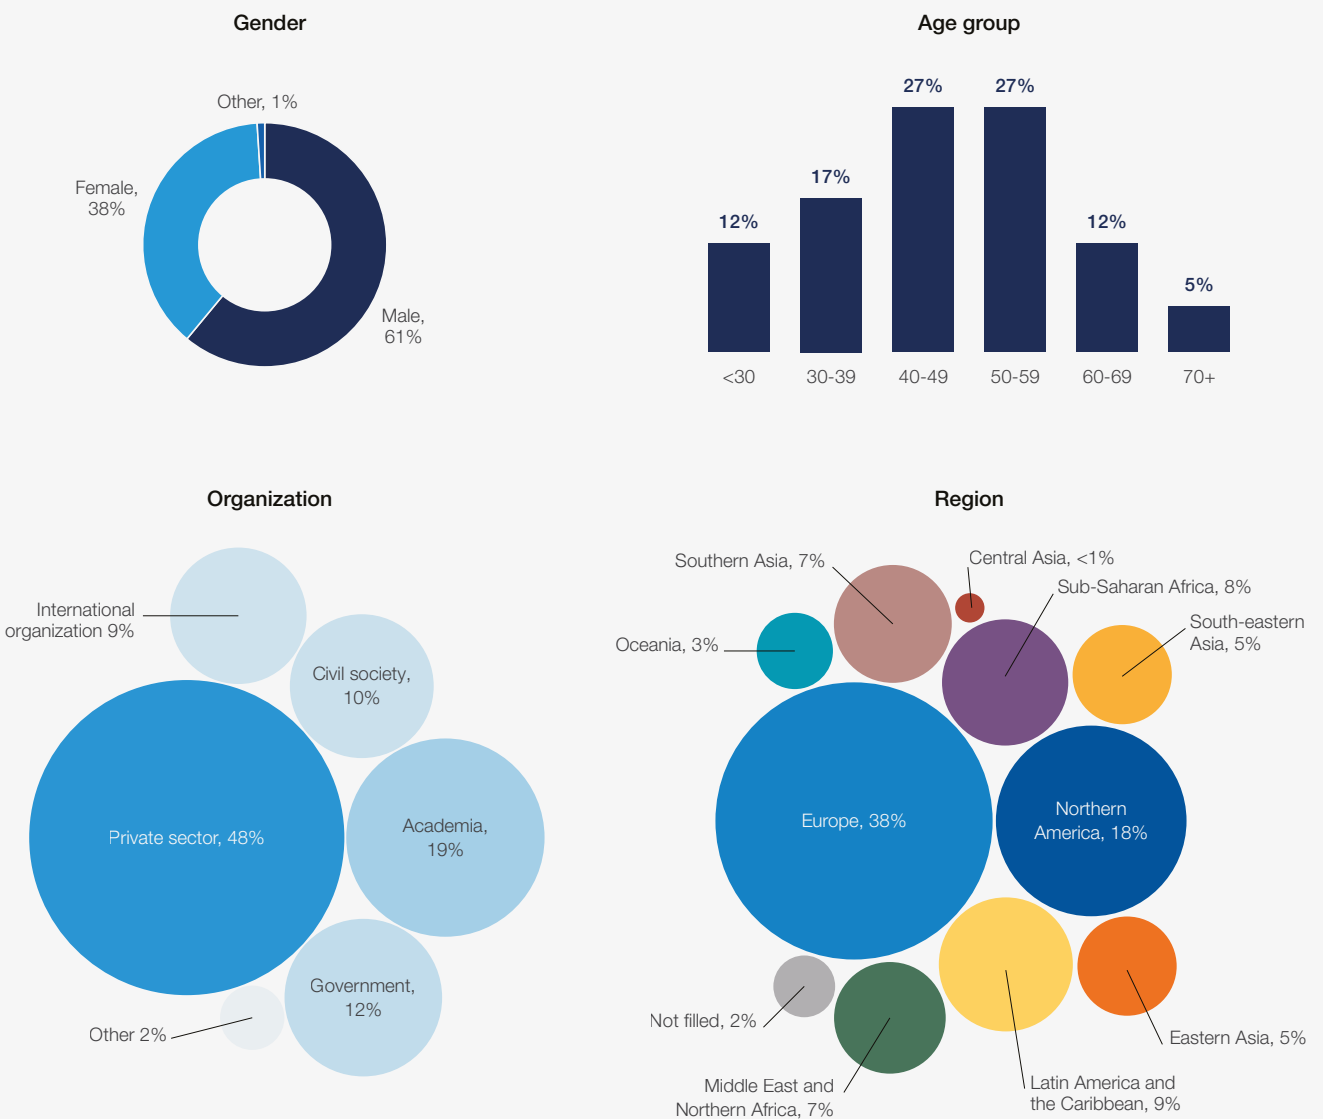 Gender
Other, 1%
Female,
38%
Male,
61%
Age group
12%
17%
27%
27%
12%
5%
<30
30-39
40-49
50-59
60-69
70+
Organization
International
organization 9%
Civil society,
10%
Private sector, 48%
Academia,
19%
Government,
12%
Other 2%
Region
Southern Asia, 7%
Central Asia, <1%
Sub-Saharan Africa, 8%
South-eastern
Asia, 5%
Oceania, 3%
Europe, 38%
Northern
America, 18%
Not filled, 2%
Middle East and
Northern Africa, 7%
Latin America and
the Caribbean, 9%
Eastern Asia, 5%